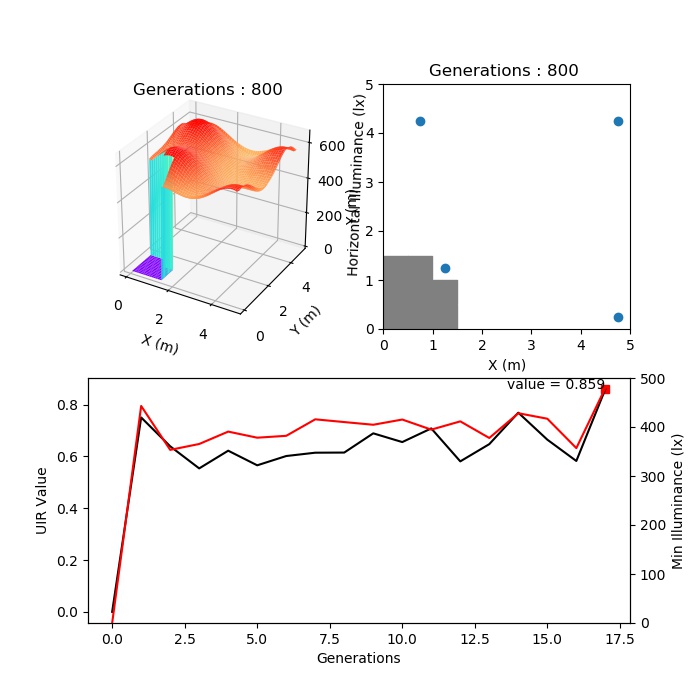 Generations : 800
600
400
200
0
Horizontal Illuminance (lx)
0
2
4
X (m)
0
2
4
Y (m)
Generations : 800
5
4
3
2
1
0
Y (m)
0 1 2 3 4 5
X (m)
value = 0.859
0.8
0.6
0.4
0.2
0.0
UIR Value
500
400
300
200
100
0
Min Illuminance (lx)
0.0 2.5 5.0 7.5 10.0 12.5 15.0 17.5
Generations